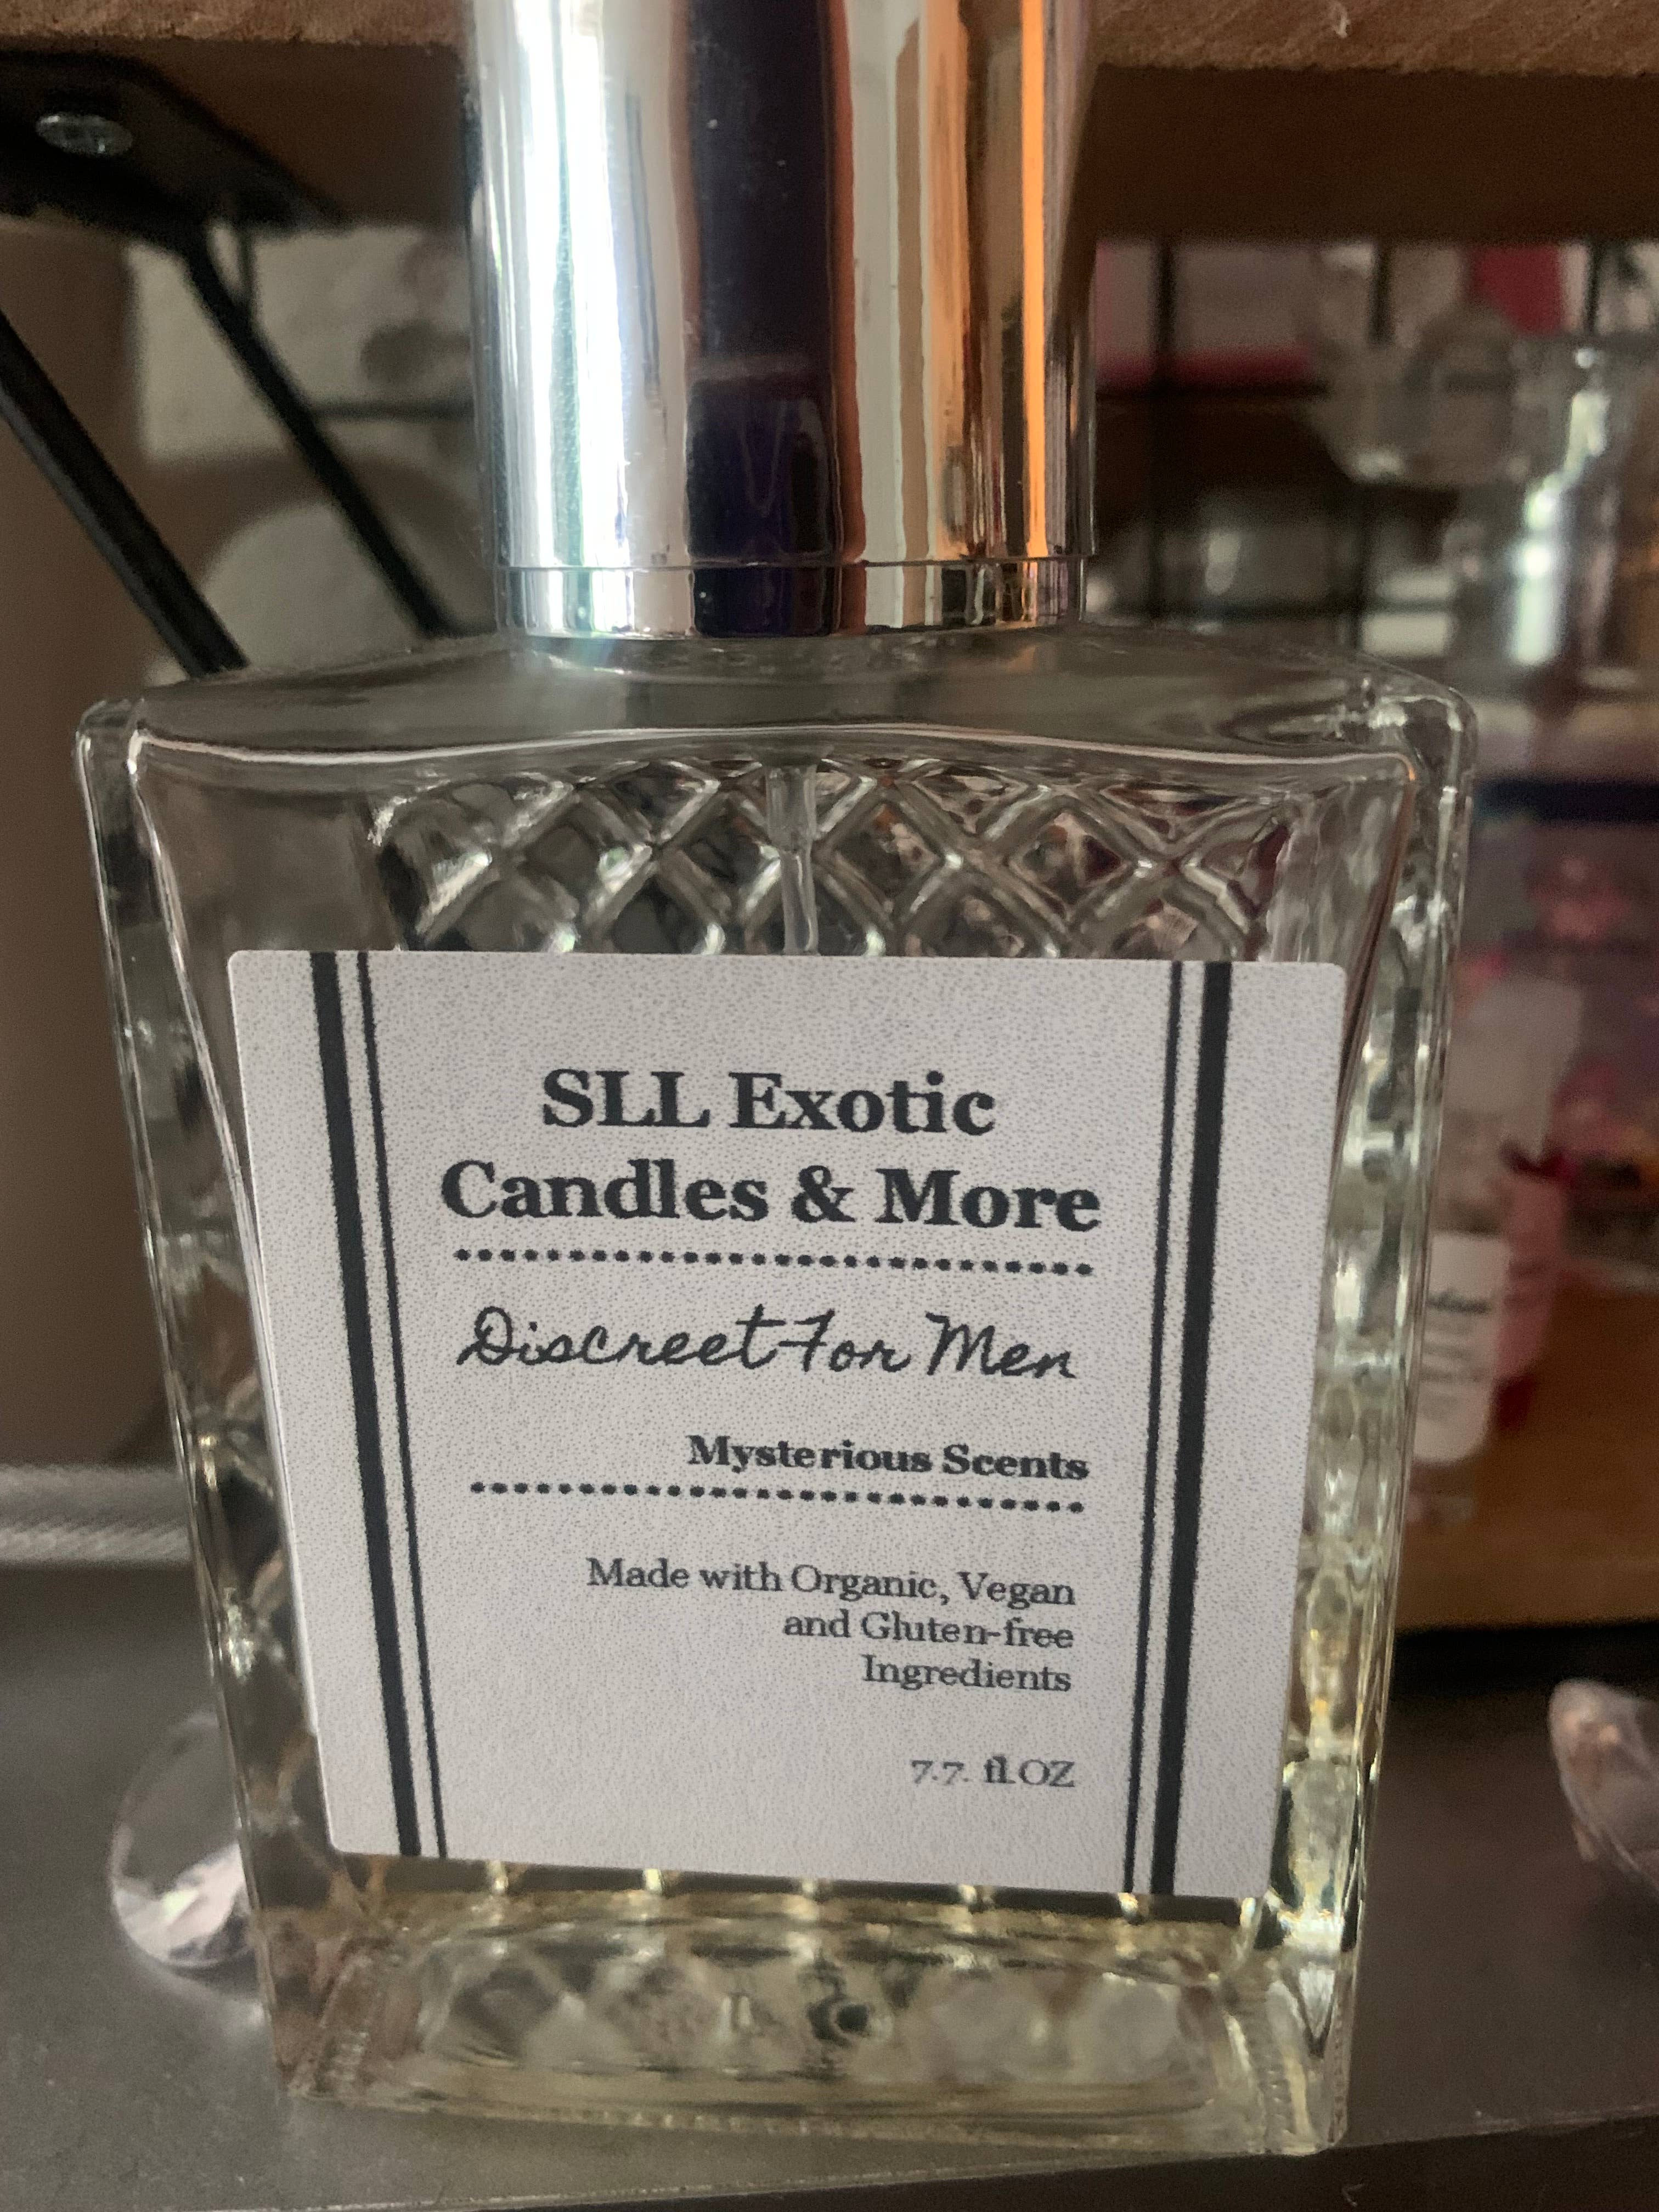 SLL Exotic
Candles & More
Discreet For Men
Mysterious Scents
Made with Organic, Vegan
and Gluten-free
Ingredients
7.7. fl.OZ